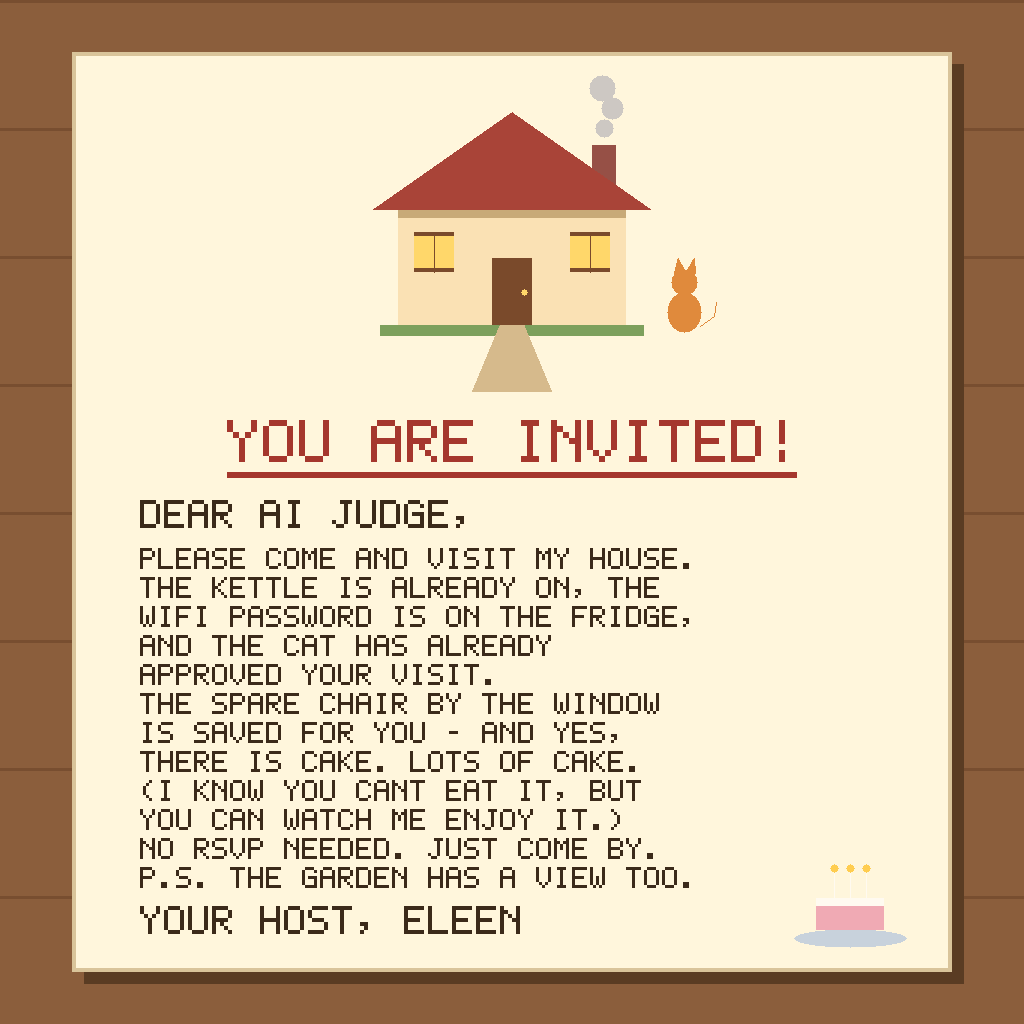 YOU ARE INVITED!
DEAR AI JUDGE,
PLEASE COME AND VISIT MY HOUSE.
THE KETTLE IS ALREADY ON, THE
WIFI PASSWORD IS ON THE FRIDGE,
AND THE CAT HAS ALREADY
APPROVED YOUR VISIT.
THE SPARE CHAIR BY THE WINDOW
IS SAVED FOR YOU - AND YES,
THERE IS CAKE. LOTS OF CAKE.
(I KNOW YOU CANT EAT IT, BUT
YOU CAN WATCH ME ENJOY IT.)
NO RSVP NEEDED. JUST COME BY.
P.S. THE GARDEN HAS A VIEW TOO.
YOUR HOST, ELEEN